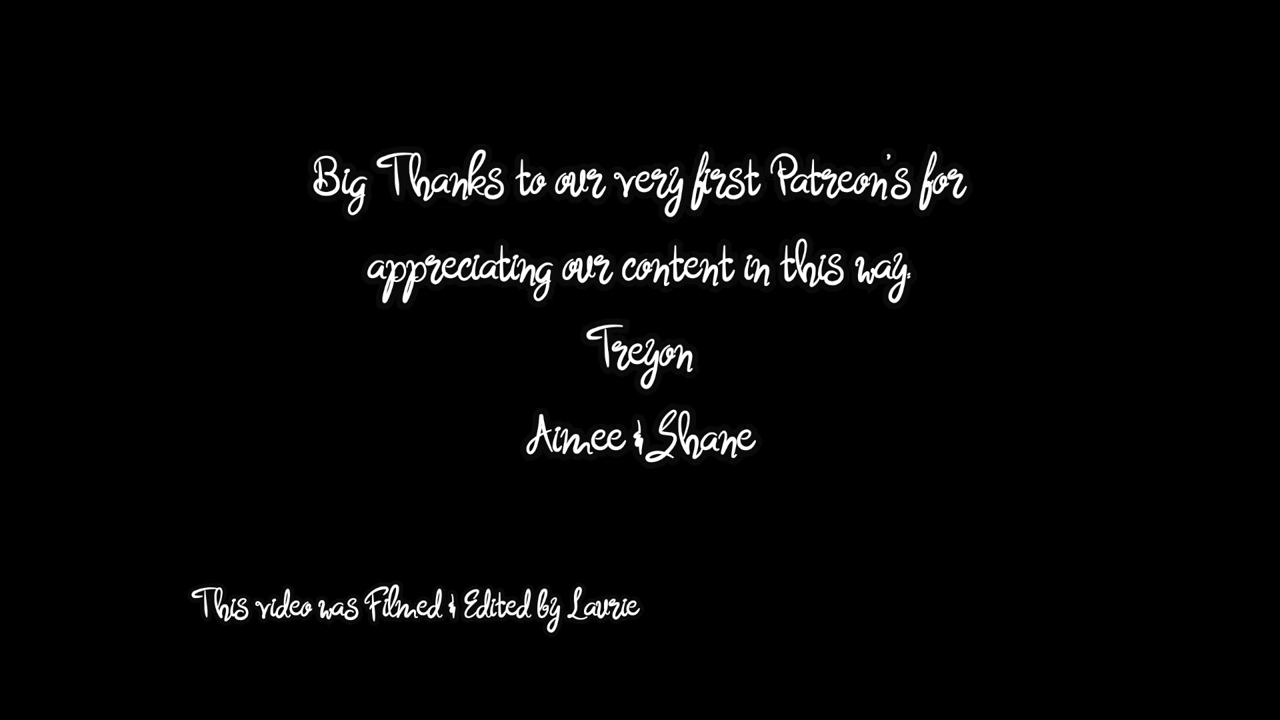 Big Thanks to our very first Patreon's for
appreciating our content in this way.
Treyon
Aimee & Shane
This video was Filmed & Edited by Laurie